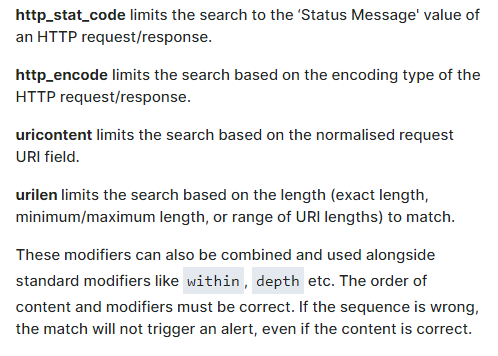 http_stat_code limits the search to the ‘Status Message' value of
an HTTP request/response.
http_encode limits the search based on the encoding type of the
HTTP request/response.
uricontent limits the search based on the normalised request
URI field.
urilen limits the search based on the length (exact length,
minimum/maximum length, or range of URI lengths) to match.
These modifiers can also be combined and used alongside
standard modifiers like within, depth etc. The order of
content and modifiers must be correct. If the sequence is wrong,
the match will not trigger an alert, even if the content is correct.